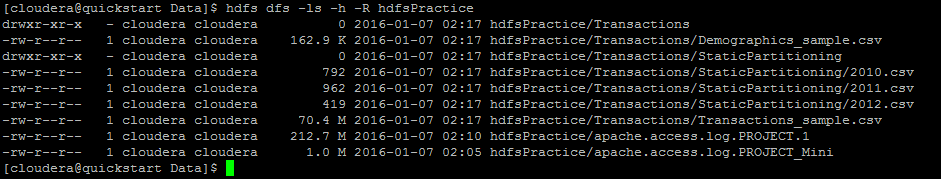 [cloudera@quickstart Data]$ hdfs dfs -ls -h -R hdfsPractice
drwxr-xr-x   - cloudera cloudera          0 2016-01-07 02:17 hdfsPractice/Transactions
-rw-r--r--   1 cloudera cloudera    162.9 K 2016-01-07 02:17 hdfsPractice/Transactions/Demographics_sample.csv
drwxr-xr-x   - cloudera cloudera          0 2016-01-07 02:17 hdfsPractice/Transactions/StaticPartitioning
-rw-r--r--   1 cloudera cloudera        792 2016-01-07 02:17 hdfsPractice/Transactions/StaticPartitioning/2010.csv
-rw-r--r--   1 cloudera cloudera        962 2016-01-07 02:17 hdfsPractice/Transactions/StaticPartitioning/2011.csv
-rw-r--r--   1 cloudera cloudera        419 2016-01-07 02:17 hdfsPractice/Transactions/StaticPartitioning/2012.csv
-rw-r--r--   1 cloudera cloudera     70.4 M 2016-01-07 02:17 hdfsPractice/Transactions/Transactions_sample.csv
-rw-r--r--   1 cloudera cloudera    212.7 M 2016-01-07 02:10 hdfsPractice/apache.access.log.PROJECT.1
-rw-r--r--   1 cloudera cloudera      1.0 M 2016-01-07 02:05 hdfsPractice/apache.access.log.PROJECT_Mini
[cloudera@quickstart Data]$